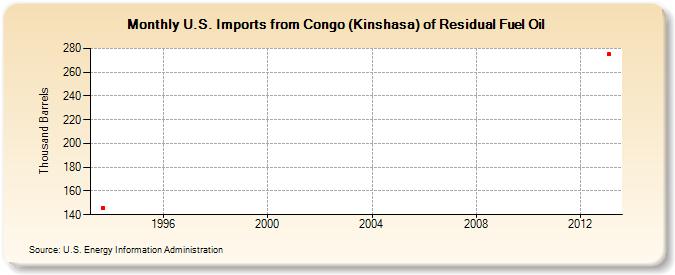 Monthly U.S. Imports from Congo (Kinshasa) of Residual Fuel Oil
Thousand Barrels
280
260
240
220
200
180
160
140
1996 2000 2004 2008 2012
Source: U.S. Energy Information Administration